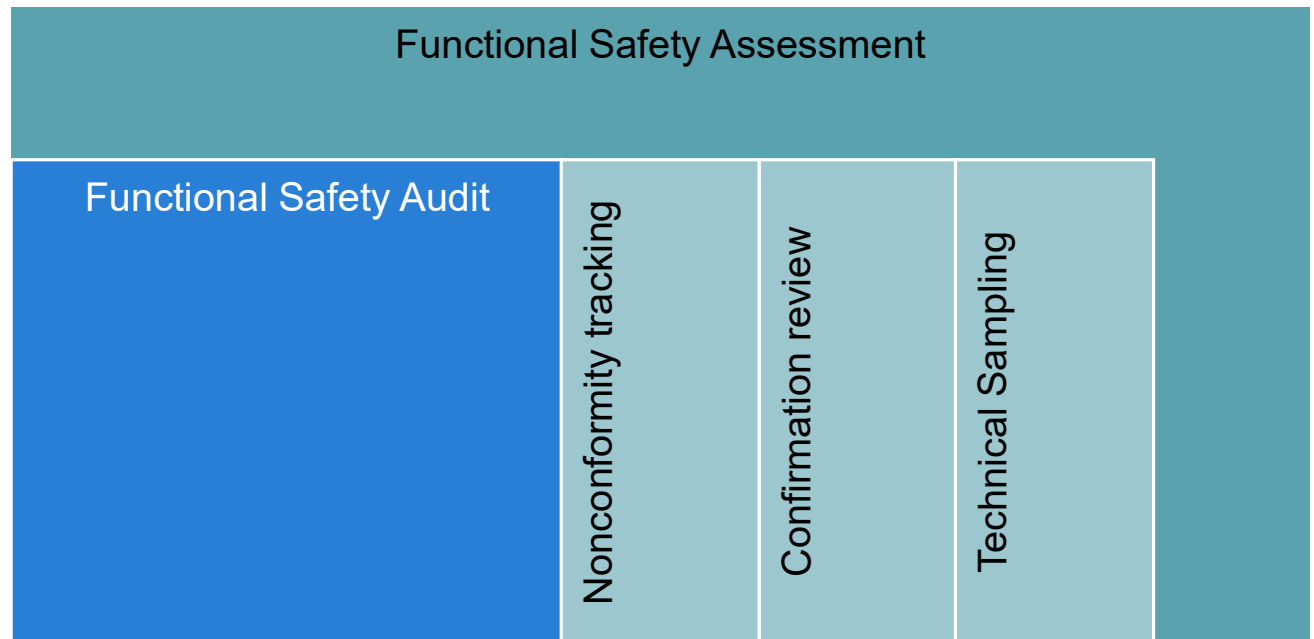 Functional Safety Assessment
Functional Safety Audit
Nonconformity tracking
Confirmation review
Technical Sampling